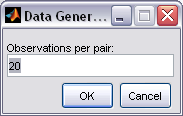 Data Gener...
Observations per pair:
20
OK
Cancel